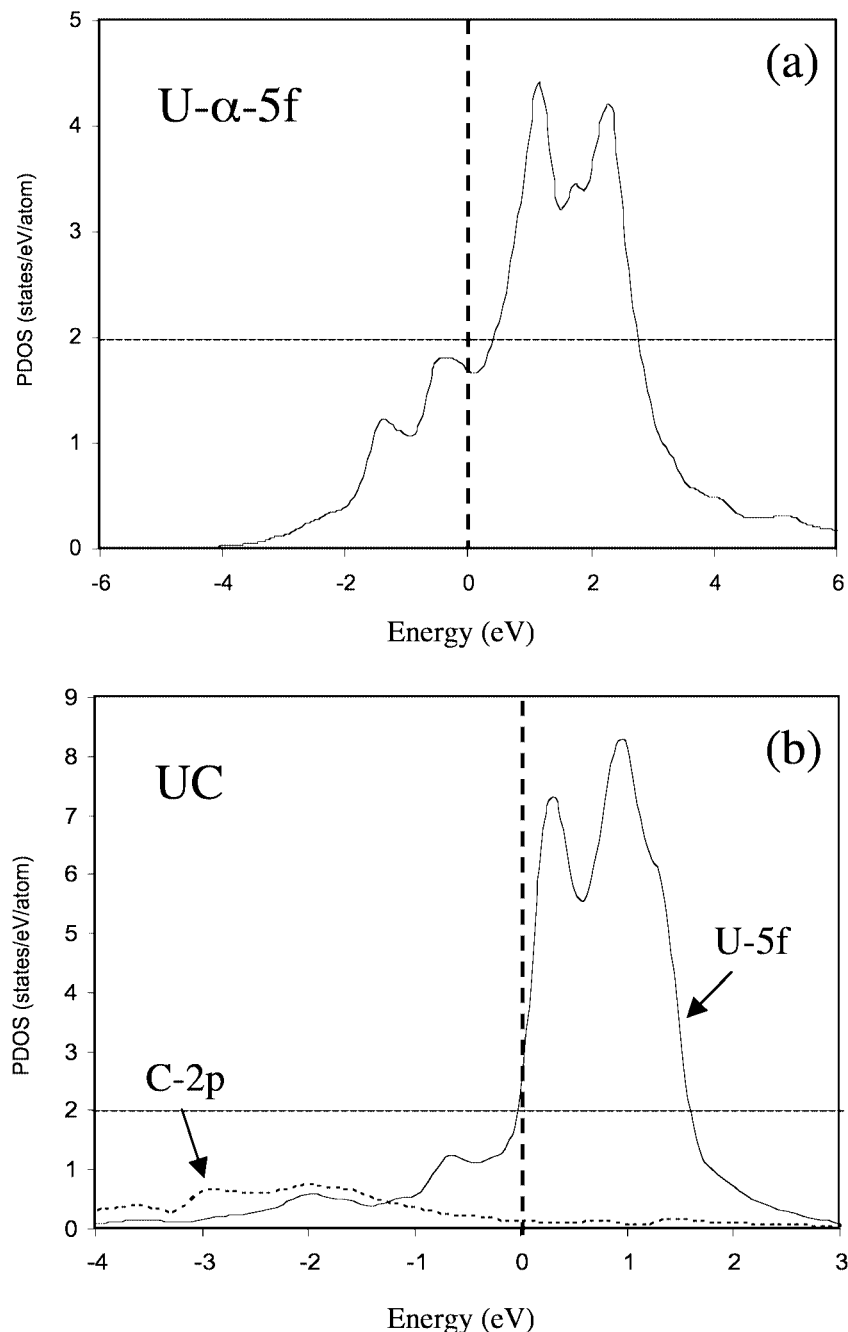 5
(a)
U-α-5f
4
3
2
1
0
PDOS (states/eV/atom)
-6 -4 -2 0 2 4 6
Energy (eV)
9
(b)
UC
8
7
6
5
U-5f
4
3
C-2p
2
1
0
PDOS (states/eV/atom)
-4 -3 -2 -1 0 1 2 3
Energy (eV)